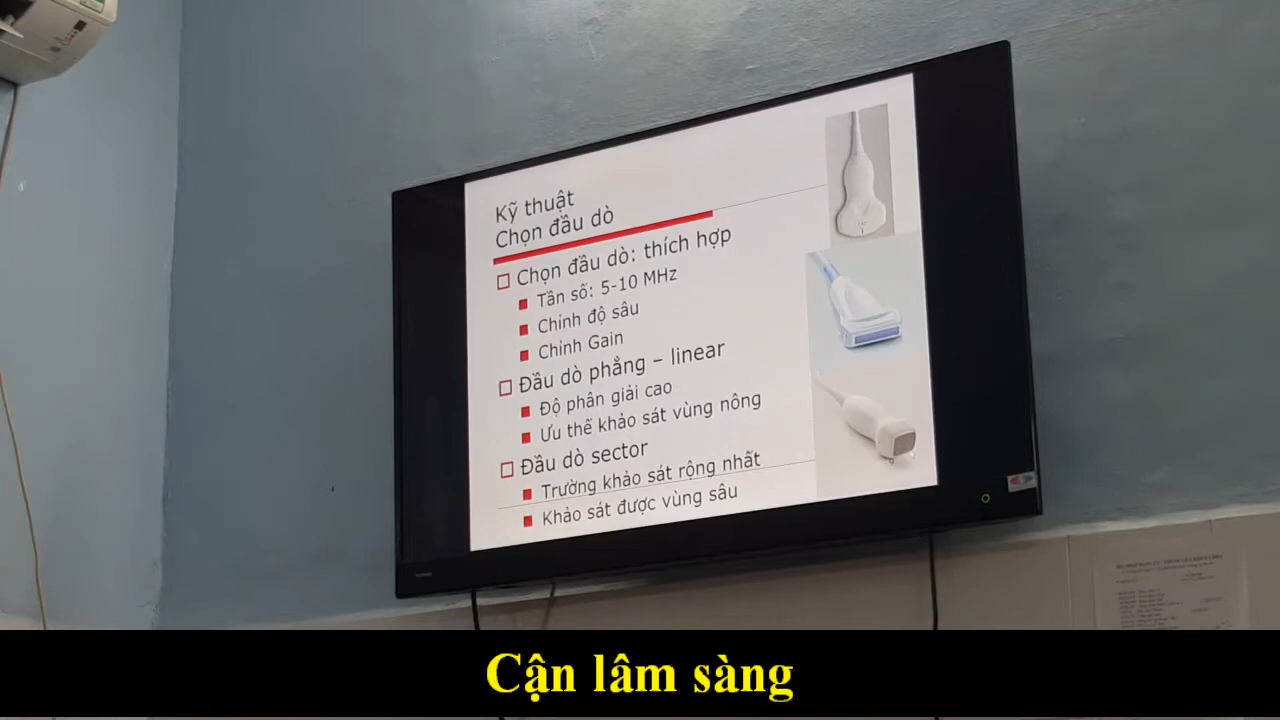 Kỹ thuật
Chọn đầu dò
Chọn đầu dò: thích hợp
Tần số: 5-10 MHz
Chỉnh độ sâu
Chỉnh Gain
Đầu dò phẳng – linear
Độ phân giải cao
Ưu thế khảo sát vùng nông
Đầu dò sector
Trường khảo sát rộng nhất
Khảo sát được vùng sâu
Cận lâm sàng